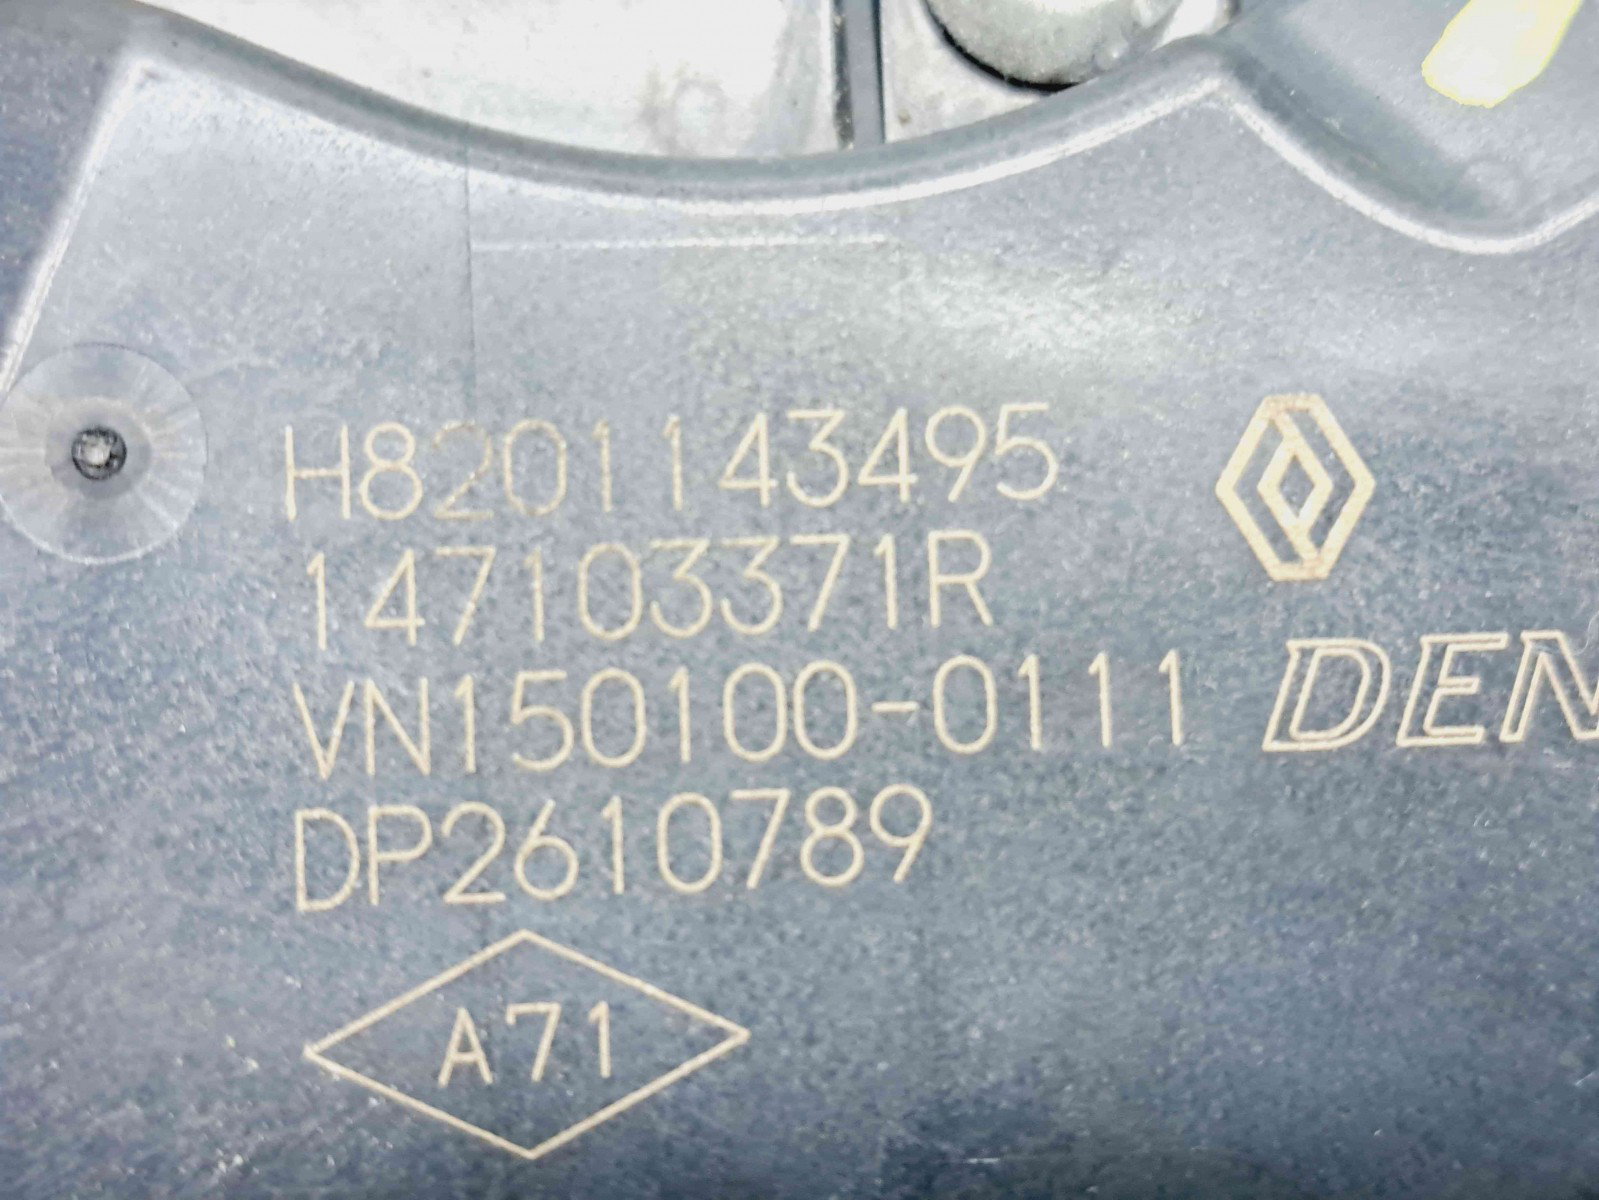 H8201143495
147103371R
VN150100-0111 DEN
DP2610789
A71